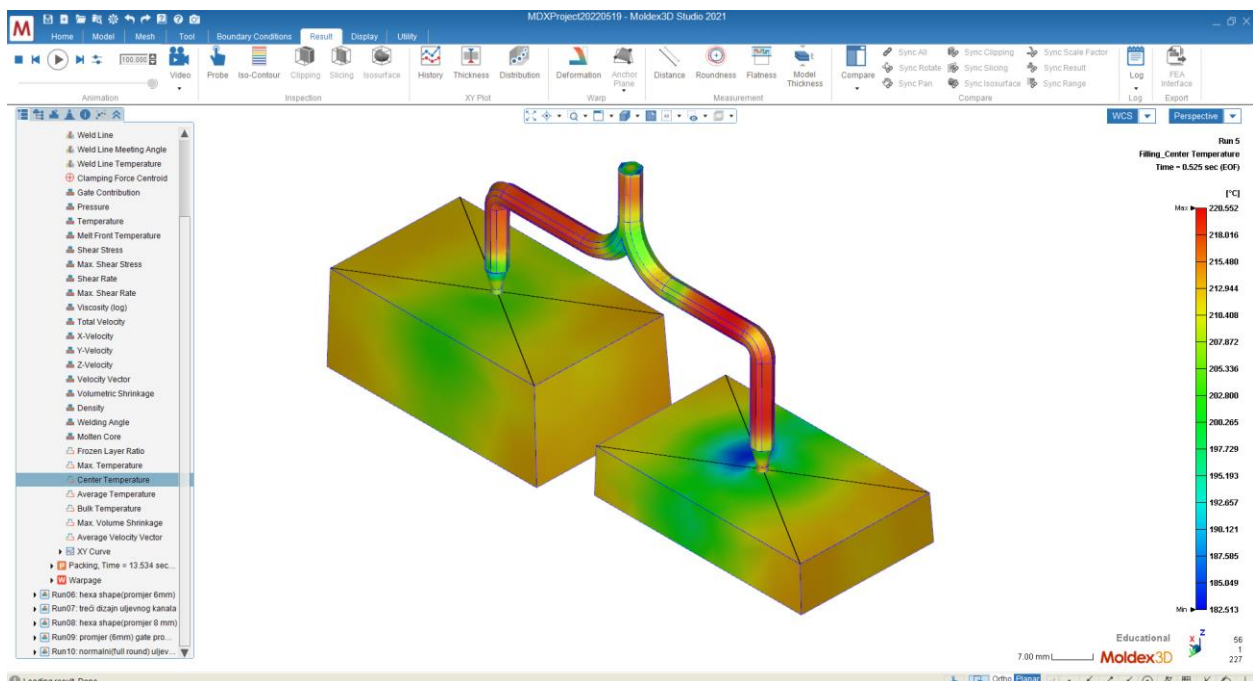 MDXProject20220519 - Moldex3D Studio 2021
Home Model Mesh Tool Boundary Conditions Result Display Utility
100.000
Video
Animation
Probe Iso-Contour Clipping Slicing Isosurface
Inspection
History Thickness Distribution
XY Plot
Deformation Anchor Plane
Warp
Distance Roundness Flatness Model Thickness
Measurement
Compare
Sync All Sync Clipping Sync Scale Factor
Sync Rotate Sync Slicing Sync Result
Sync Pan Sync Isosurface Sync Range
Compare
Log
Log
FEA Interface
Export
Weld Line
Weld Line Meeting Angle
Weld Line Temperature
Clamping Force Centroid
Gate Contribution
Pressure
Temperature
Melt Front Temperature
Shear Stress
Max. Shear Stress
Shear Rate
Max. Shear Rate
Viscosity (log)
Total Velocity
X-Velocity
Y-Velocity
Z-Velocity
Velocity Vector
Volumetric Shrinkage
Density
Welding Angle
Molten Core
Frozen Layer Ratio
Max. Temperature
Center Temperature
Average Temperature
Bulk Temperature
Max. Volume Shrinkage
Average Velocity Vector
XY Curve
Packing, Time = 13.534 sec...
Warpage
Run06: hexa shape(promjer 6mm)
Run07: treći dizajn uljevnog kanala
Run08: hexa shape(promjer 8 mm)
Run09: promjer (6mm) gate pro...
Run10: normalni(full round) uljev...
WCS Perspective
Run 5
Filling_Center Temperature
Time = 0.525 sec (EOF)
[°C]
Max 220.552
218.016
215.480
212.944
210.408
207.872
205.336
202.800
200.265
197.729
195.193
192.657
190.121
187.585
185.049
Min 182.513
7.00 mm
Educational
Moldex3D
X Z
56
1
227
Loading result Done
Ortho Planar